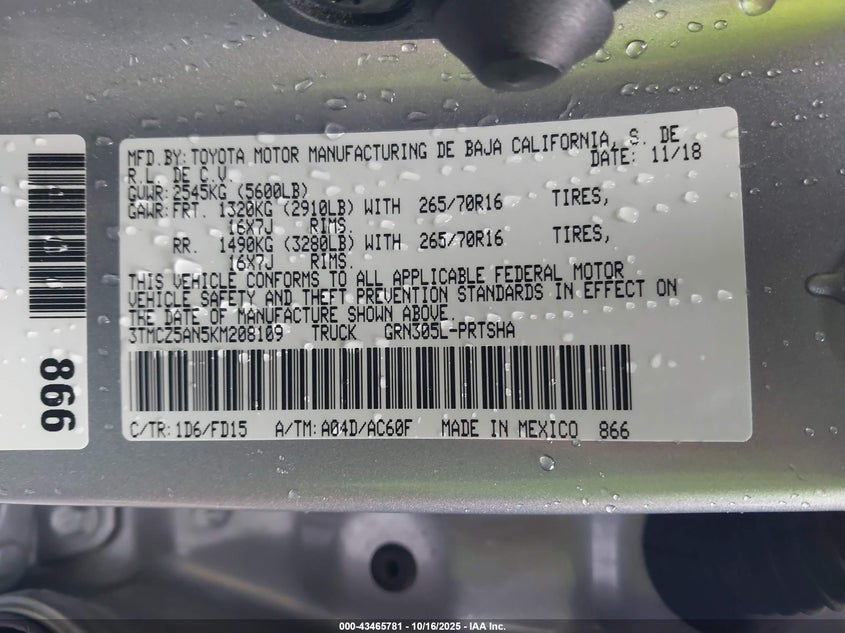 MFD.BY:TOYOTA MOTOR MANUFACTURING DE BAJA CALIFORNIA, S. DE
R.L. DE C.V. DATE: 11/18
GVWR:2545KG (5600LB)
GAWR:FRT. 1320KG (2910LB) WITH 265/70R16 TIRES,
16X7J RIMS.
RR. 1490KG (3280LB) WITH 265/70R16 TIRES,
16X7J RIMS.
THIS VEHICLE CONFORMS TO ALL APPLICABLE FEDERAL MOTOR
VEHICLE SAFETY AND THEFT PREVENTION STANDARDS IN EFFECT ON
THE DATE OF MANUFACTURE SHOWN ABOVE.
3TMCZ5AN5KM208109 TRUCK GRN305L-PRTSHA
C/TR:1D6/FD15 A/TM:A04D/AC60F MADE IN MEXICO 866
866
000-43465781 - 10/16/2025 - IAA Inc.